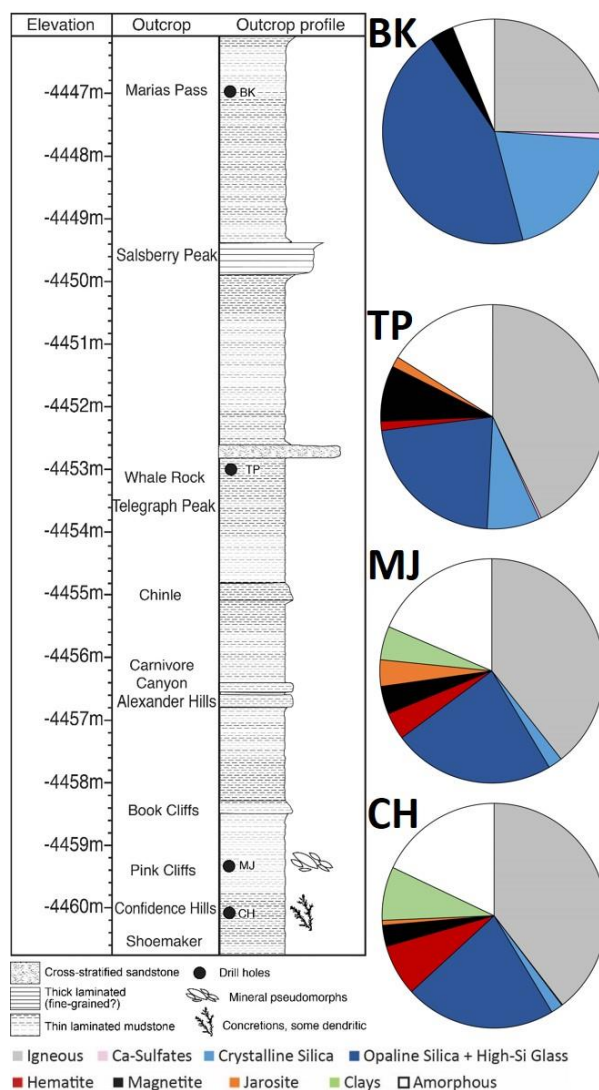 Elevation Outcrop Outcrop profile
BK
-4447m Marias Pass BK
-4448m
-4449m
Salsberry Peak
-4450m
TP
-4451m
-4452m
-4453m Whale Rock TP
Telegraph Peak
-4454m
MJ
-4455m Chinle
-4456m Carnivore
Canyon
Alexander Hills
-4457m
-4458m
Book Cliffs
CH
-4459m
Pink Cliffs MJ
-4460m Confidence Hills CH
Shoemaker
Cross-stratified sandstone Drill holes
Thick laminated
(fine-grained?) Mineral pseudomorphs
Thin laminated mudstone Concretions, some dendritic
Igneous Ca-Sulfates Crystalline Silica Opaline Silica + High-Si Glass
Hematite Magnetite Jarosite Clays Amorphous